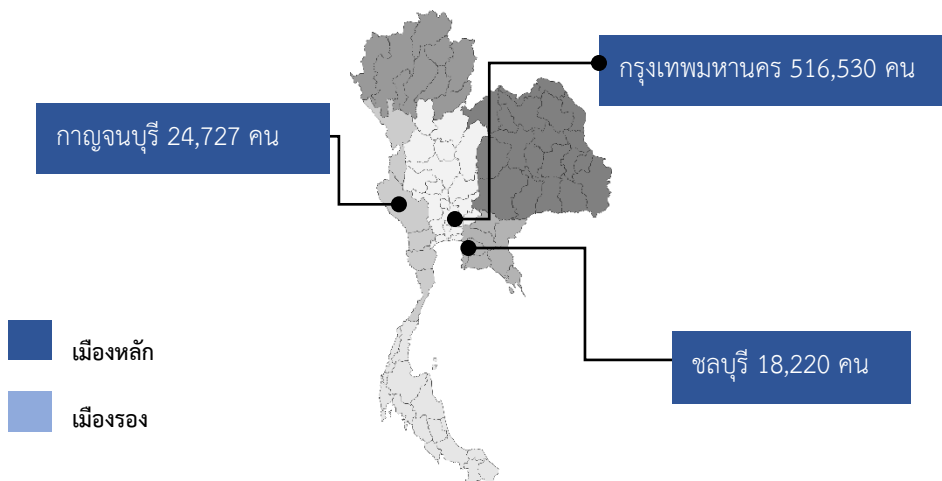 กรุงเทพมหานคร 516,530 คน
กาญจนบุรี 24,727 คน
เมืองหลัก
ชลบุรี 18,220 คน
เมืองรอง